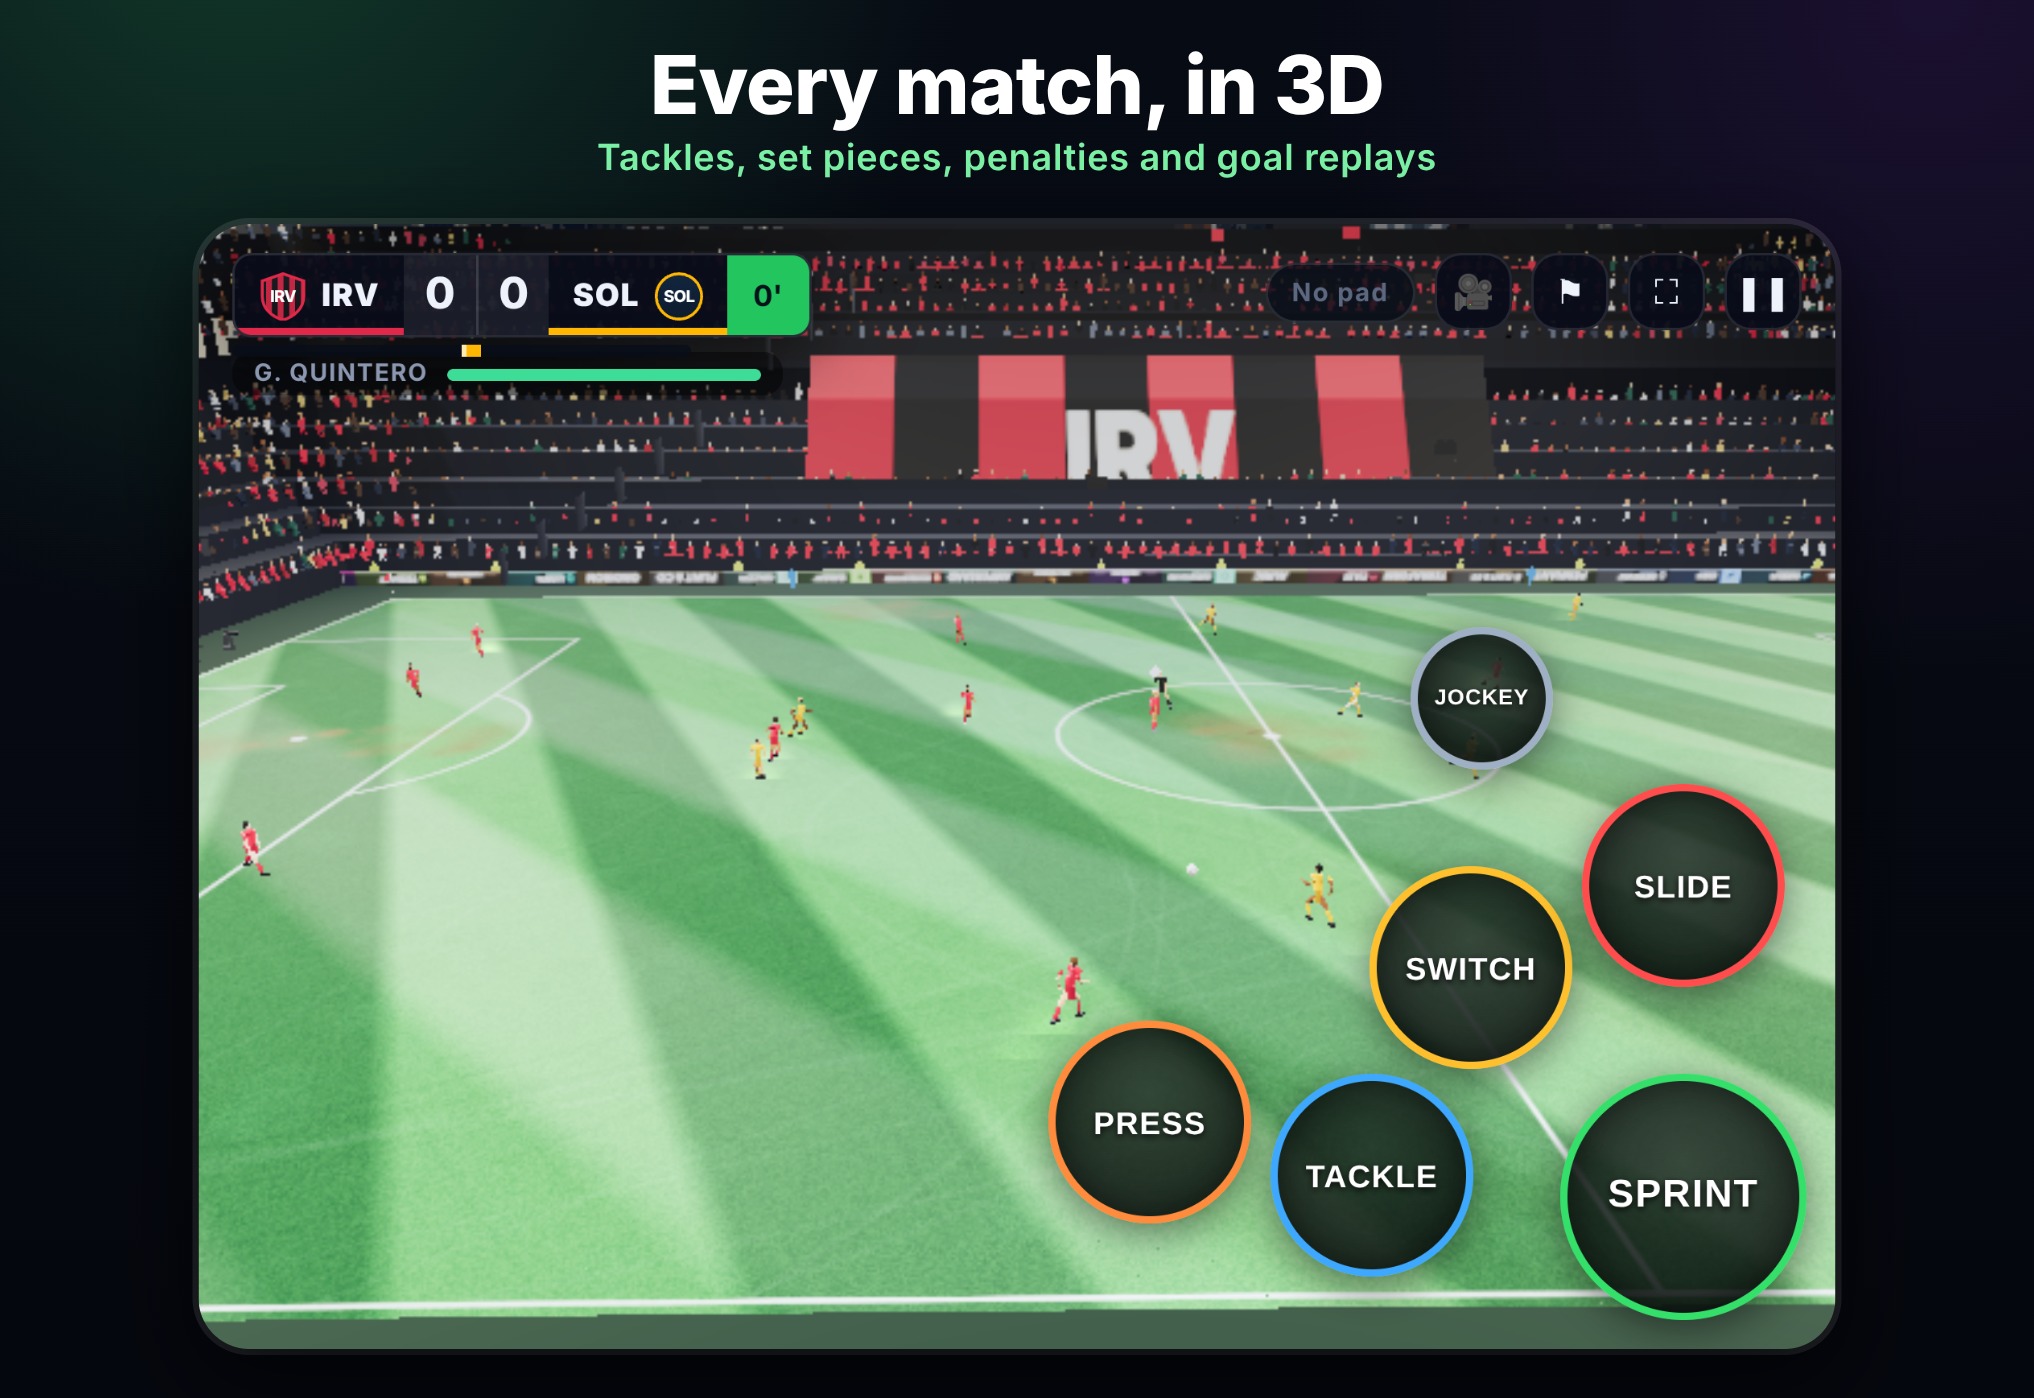 Every match, in 3D
Tackles, set pieces, penalties and goal replays
IRV IRV 0 0 SOL SOL 0'
No pad
G. QUINTERO
IRV
JOCKEY
SLIDE
SWITCH
PRESS
TACKLE
SPRINT